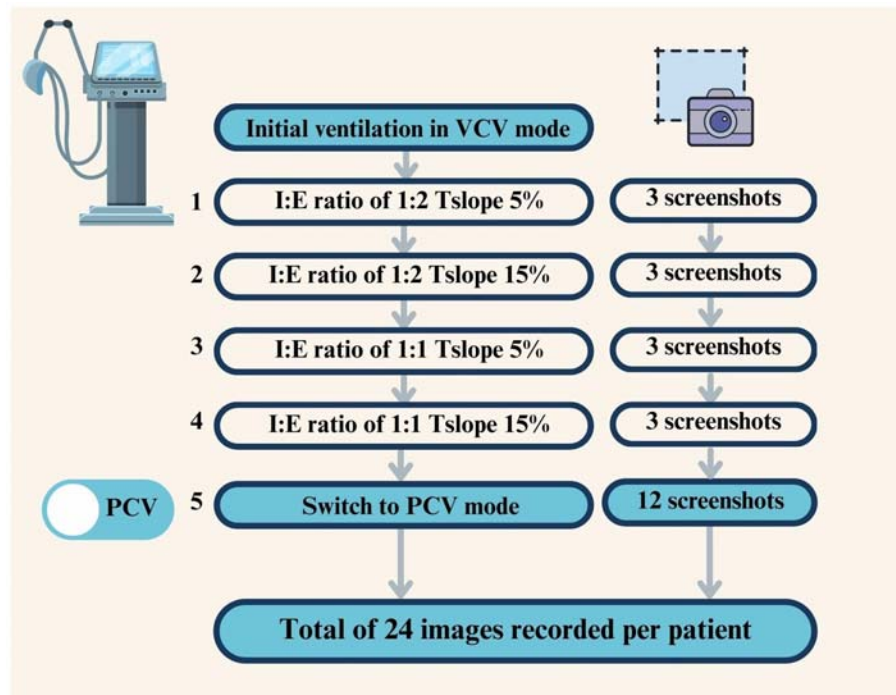 Initial ventilation in VCV mode
1 I:E ratio of 1:2 Tslope 5% 3 screenshots
2 I:E ratio of 1:2 Tslope 15% 3 screenshots
3 I:E ratio of 1:1 Tslope 5% 3 screenshots
4 I:E ratio of 1:1 Tslope 15% 3 screenshots
PCV 5 Switch to PCV mode 12 screenshots
Total of 24 images recorded per patient